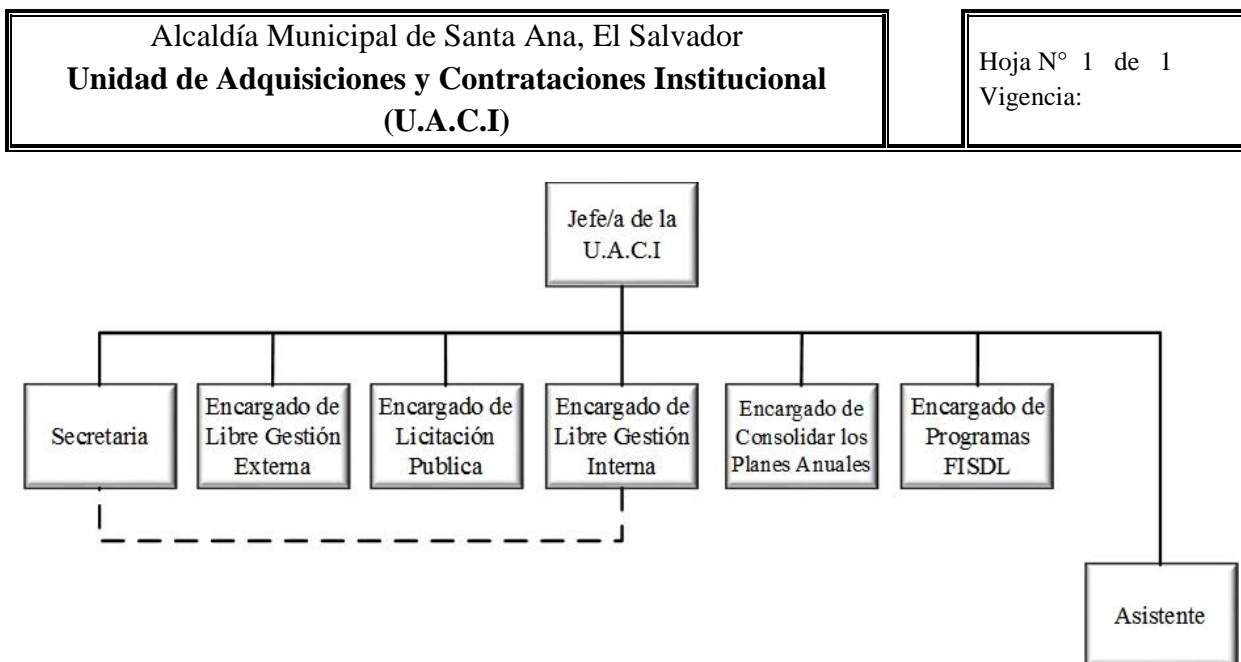 Alcaldía Municipal de Santa Ana, El Salvador
Unidad de Adquisiciones y Contrataciones Institucional
(U.A.C.I)
Hoja N° 1 de 1
Vigencia:
Jefe/a de la
U.A.C.I
Secretaria
Encargado de
Libre Gestión
Externa
Encargado de
Licitación
Publica
Encargado de
Libre Gestión
Interna
Encargado de
Consolidar los
Planes Anuales
Encargado de
Programas
FISDL
Asistente